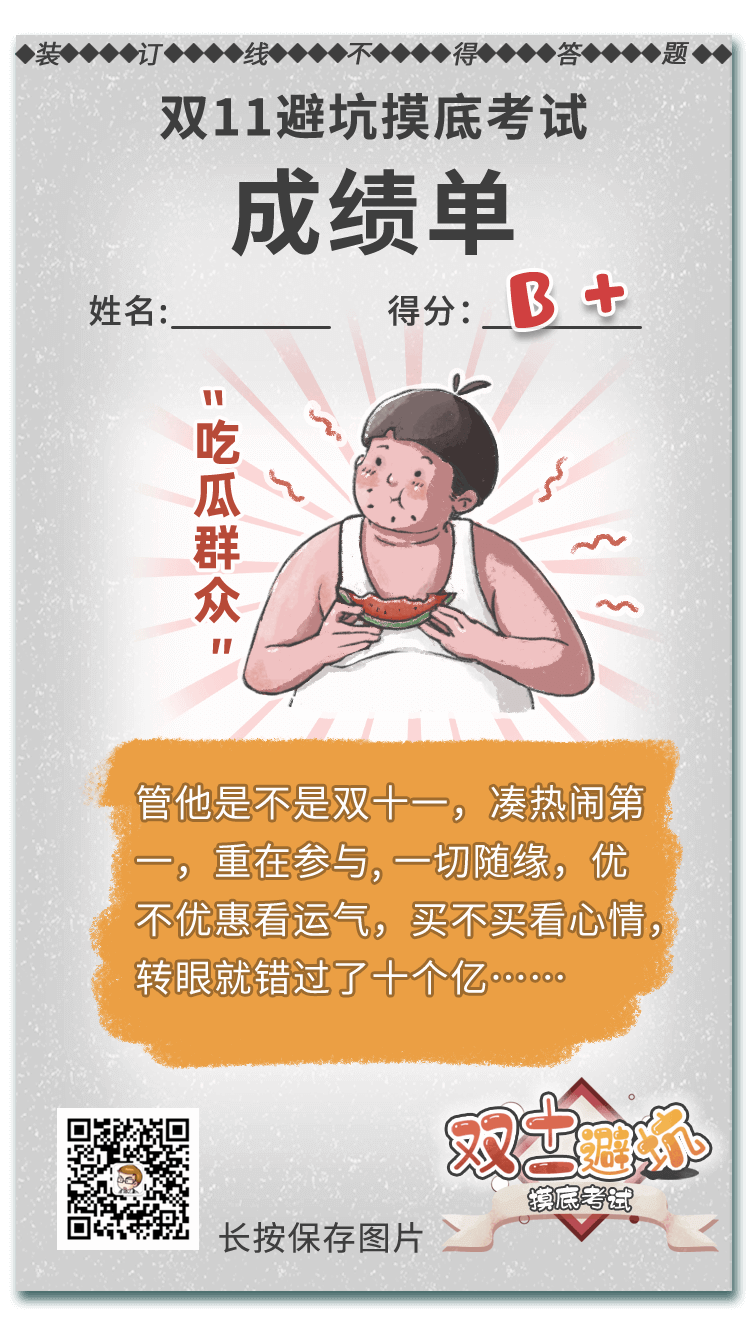 装订线不得答题
双11避坑摸底考试
成绩单
姓名: 得分: B+
"吃瓜群众"
管他是不是双十一，凑热闹第
一，重在参与,一切随缘，优
不优惠看运气，买不买看心情，
转眼就错过了十个亿……
双十一避坑
摸底考试
长按保存图片